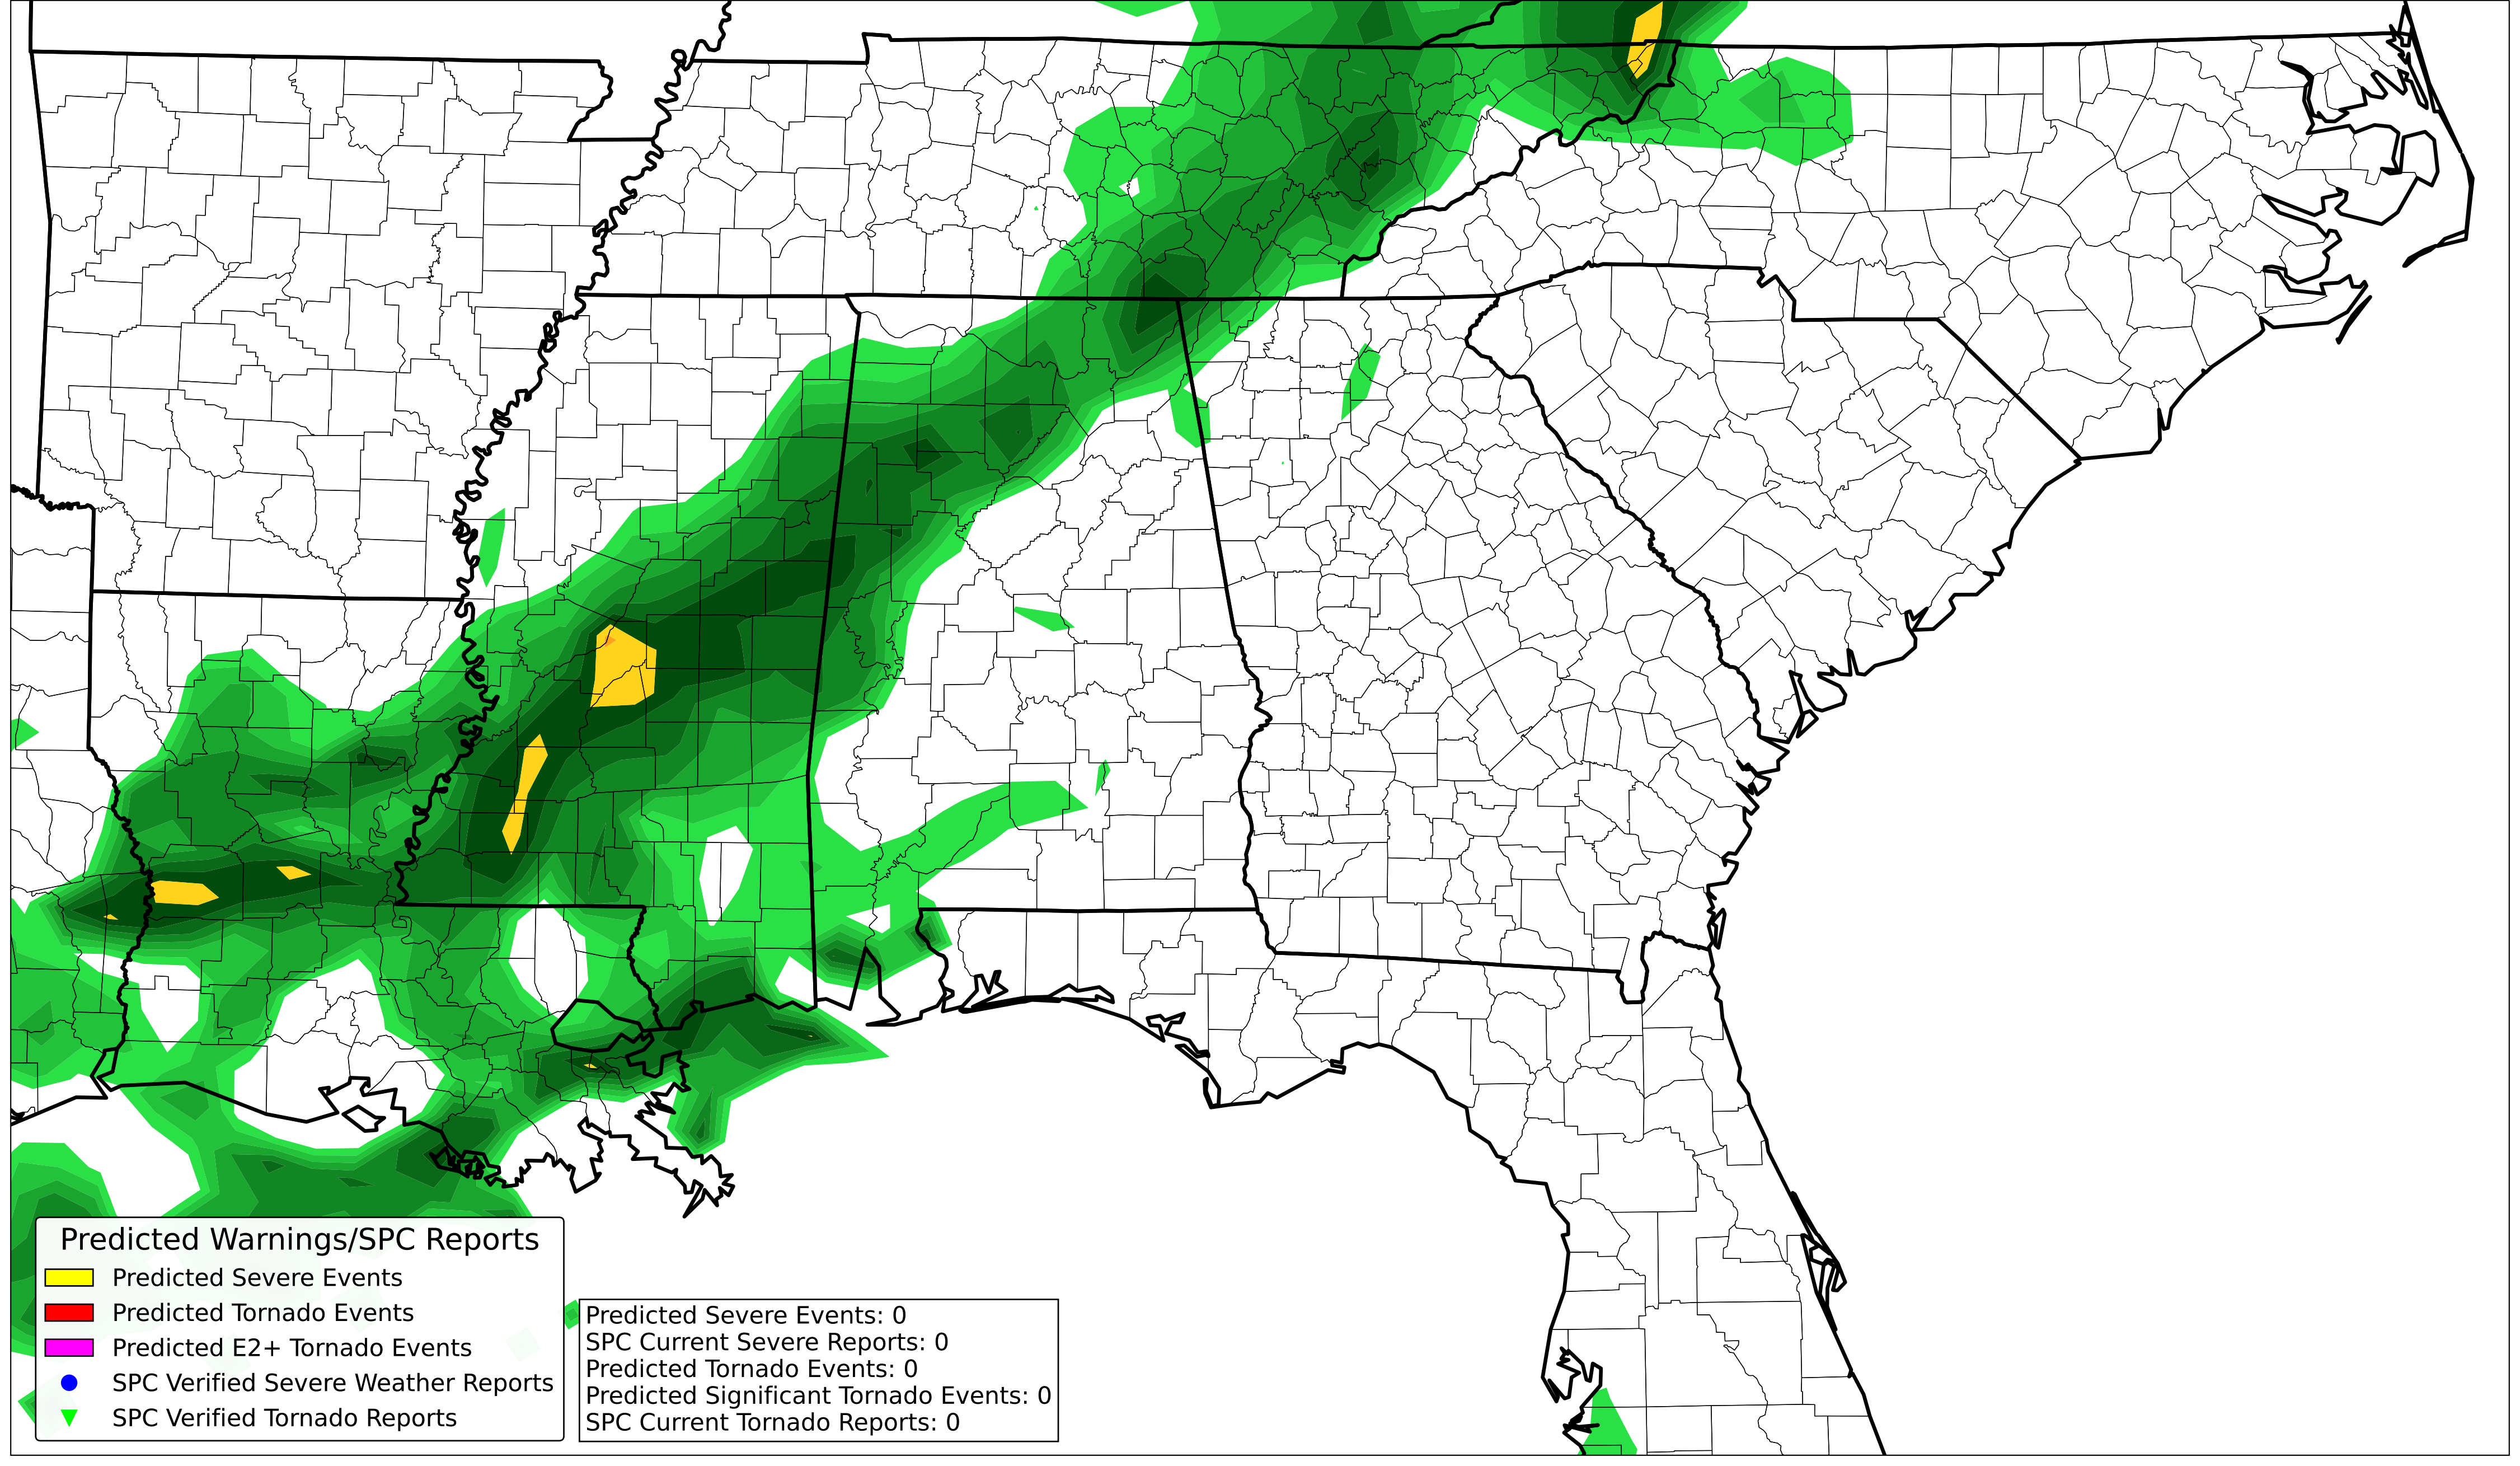 Predicted Warnings/SPC Reports
Predicted Severe Events
Predicted Tornado Events
Predicted E2+ Tornado Events
SPC Verified Severe Weather Reports
SPC Verified Tornado Reports
Predicted Severe Events: 0
SPC Current Severe Reports: 0
Predicted Tornado Events: 0
Predicted Significant Tornado Events: 0
SPC Current Tornado Reports: 0